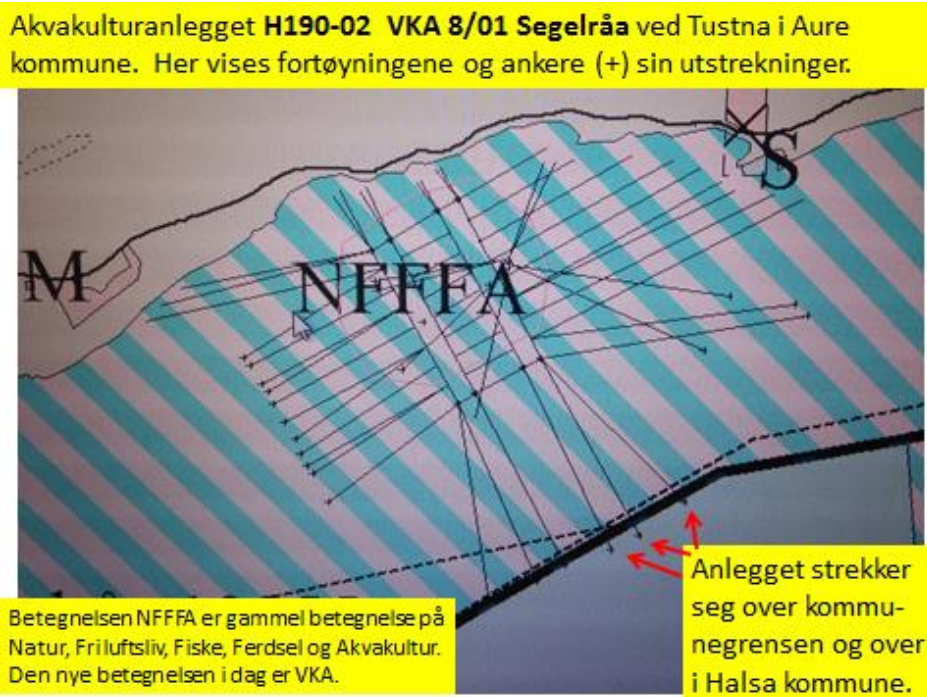 Akvakulturanlegget H190-02 VKA 8/01 Segelråa ved Tustna i Aure
kommune. Her vises fortøyningene og ankere (+) sin utstrekninger.
S
M
NFFFA
Anlegget strekker
seg over kommu-
negrensen og over
i Halsa kommune.
Betegnelsen NFFFA er gammel betegnelse på
Natur, Friluftsliv, Fiske, Ferdsel og Akvakultur.
Den nye betegnelsen i dag er VKA.